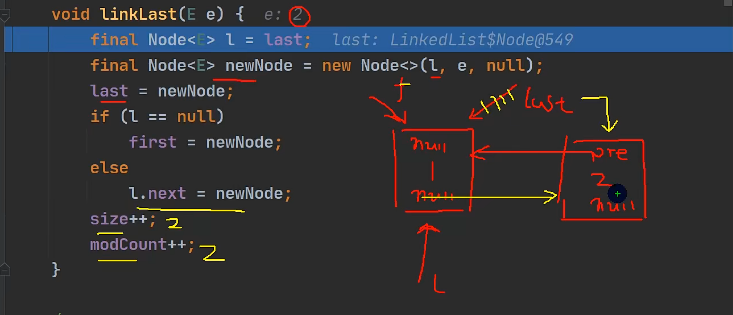 void linkLast(E e) { e: 2
final Node<E> l = last; last: LinkedList$Node@549
final Node<E> newNode = new Node<>(l, e, null);
last = newNode;
if (l == null)
first = newNode;
else
l.next = newNode;
size++; 2
modCount++; 2
}
f
last
null
1
null
pre
2
null
L